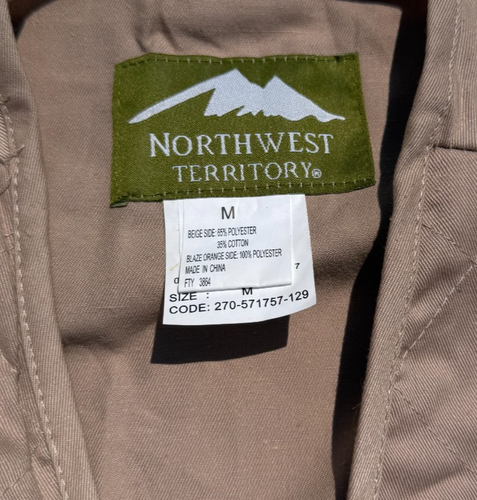 NORTHWEST
TERRITORY®
M
BEIGE SIDE: 65% POLYESTER
35% COTTON
BLAZE ORANGE SIDE: 100% POLYESTER
MADE IN CHINA
FTY 3864
7
SIZE : M
CODE: 270-571757-129